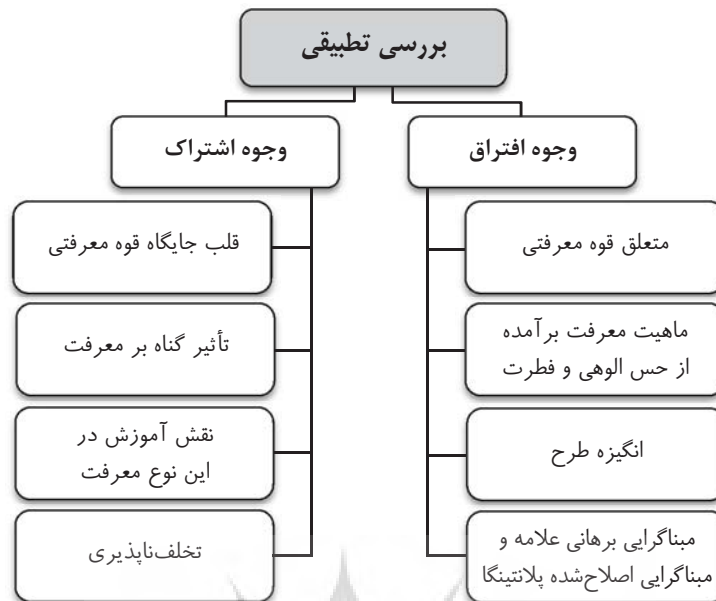 بررسی تطبیقی
وجوه افتراق
متعلق قوه معرفتی
ماهیت معرفت برآمده
از حس الوهی و فطرت
انگیزه طرح
مبناگرایی برهانی علامه و
مبناگرایی اصلاح‌شده پلانتینگا
وجوه اشتراک
قلب جایگاه قوه معرفتی
تأثیر گناه بر معرفت
نقش آموزش در
این نوع معرفت
تخلف‌ناپذیری